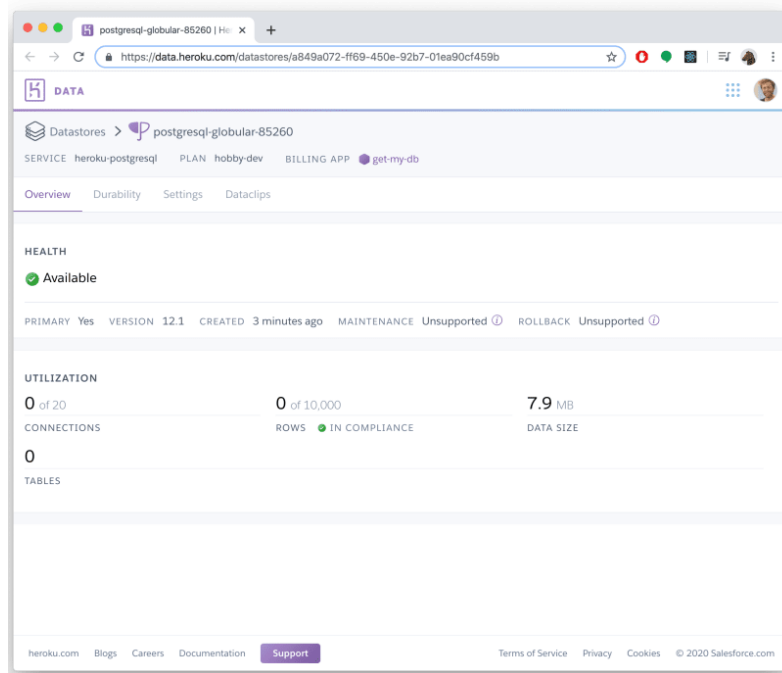 postgresql-globular-85260 | Her
https://data.heroku.com/datastores/a849a072-ff69-450e-92b7-01ea90cf459b
DATA
Datastores > postgresql-globular-85260
SERVICE heroku-postgresql PLAN hobby-dev BILLING APP get-my-db
Overview Durability Settings Dataclips
HEALTH
Available
PRIMARY Yes VERSION 12.1 CREATED 3 minutes ago MAINTENANCE Unsupported ROLLBACK Unsupported
UTILIZATION
0 of 20 0 of 10,000 7.9 MB
CONNECTIONS ROWS IN COMPLIANCE DATA SIZE
0
TABLES
heroku.com Blogs Careers Documentation Support Terms of Service Privacy Cookies © 2020 Salesforce.com